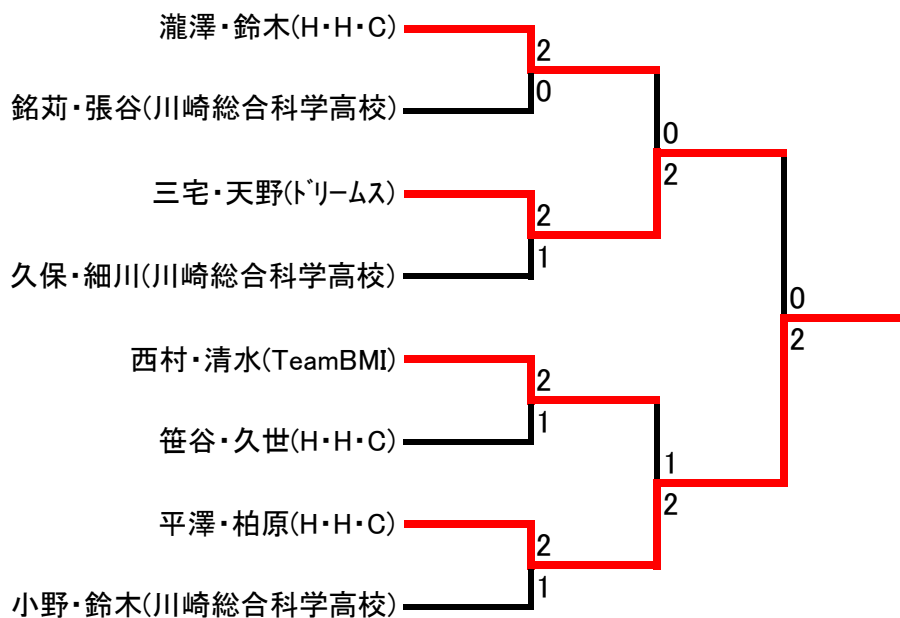 瀧澤・鈴木(H・H・C)
2
0
銘苅・張谷(川崎総合科学高校)
0
2
三宅・天野(ﾄﾞﾘｰﾑｽ)
2
1
久保・細川(川崎総合科学高校)
0
2
西村・清水(TeamBMI)
2
1
笹谷・久世(H・H・C)
1
2
平澤・柏原(H・H・C)
2
1
小野・鈴木(川崎総合科学高校)